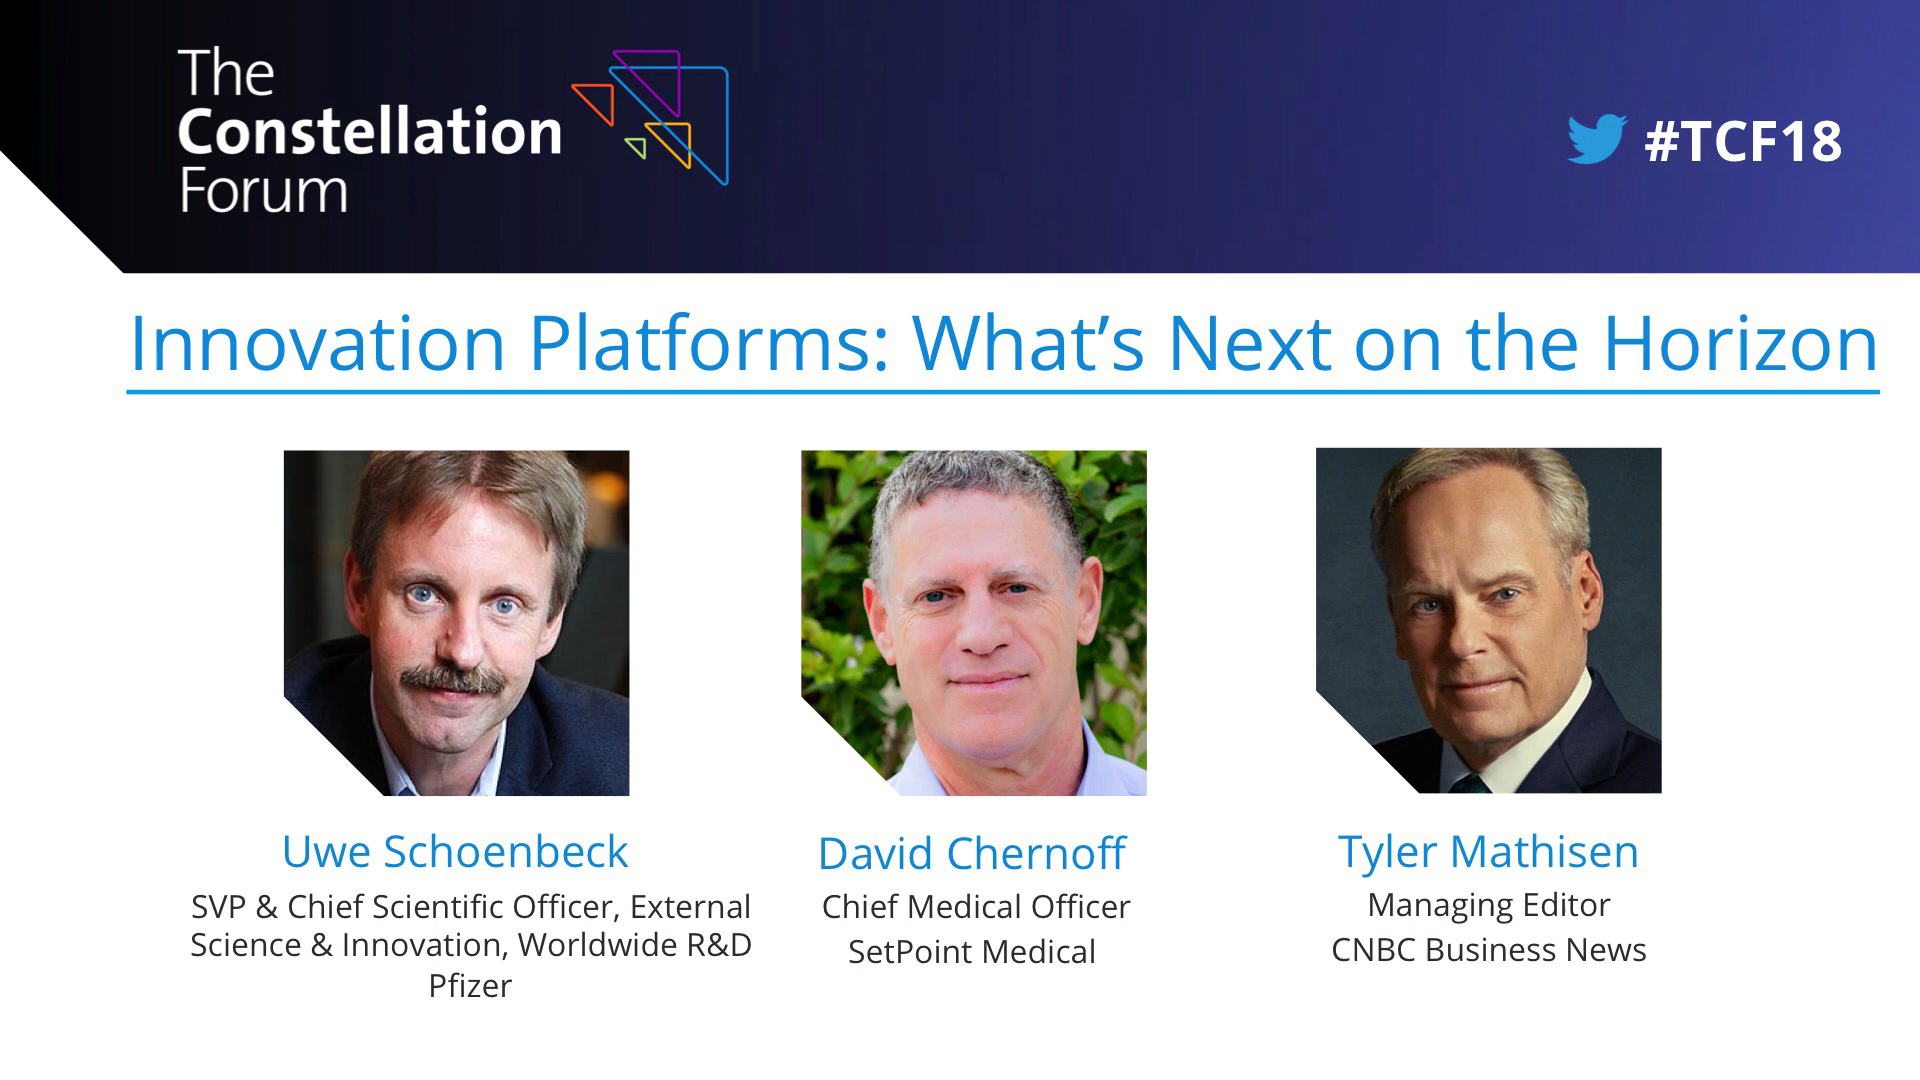 The
Constellation
Forum
#TCF18
Innovation Platforms: What’s Next on the Horizon
Uwe Schoenbeck
SVP & Chief Scientific Officer, External
Science & Innovation, Worldwide R&D
Pfizer
David Chernoff
Chief Medical Officer
SetPoint Medical
Tyler Mathisen
Managing Editor
CNBC Business News